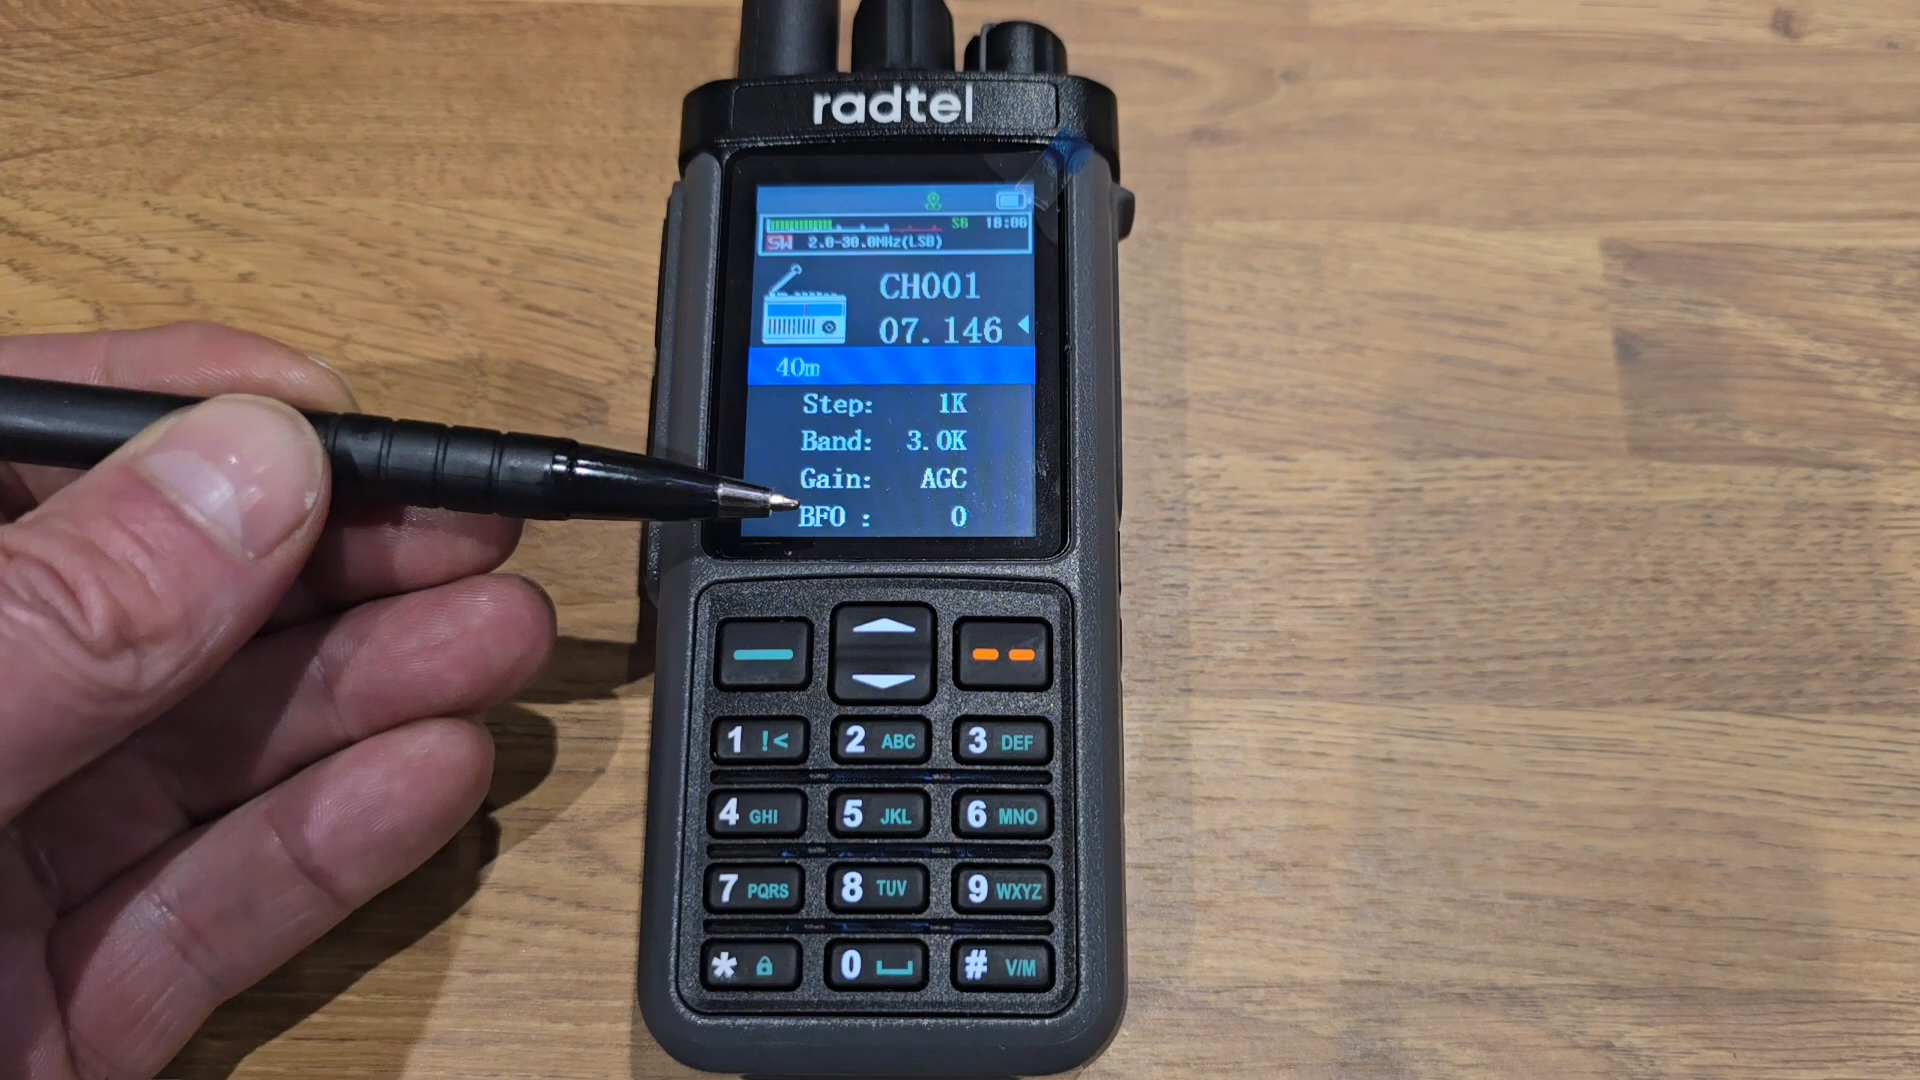 radtel
S6 18:06
SW 2.0-30.0MHz(LSB)
CH001
07.146
40m
Step: 1K
Band: 3.0K
Gain: AGC
BFO : 0
1 !<
2 ABC
3 DEF
4 GHI
5 JKL
6 MNO
7 PQRS
8 TUV
9 WXYZ
*
0
# V/M